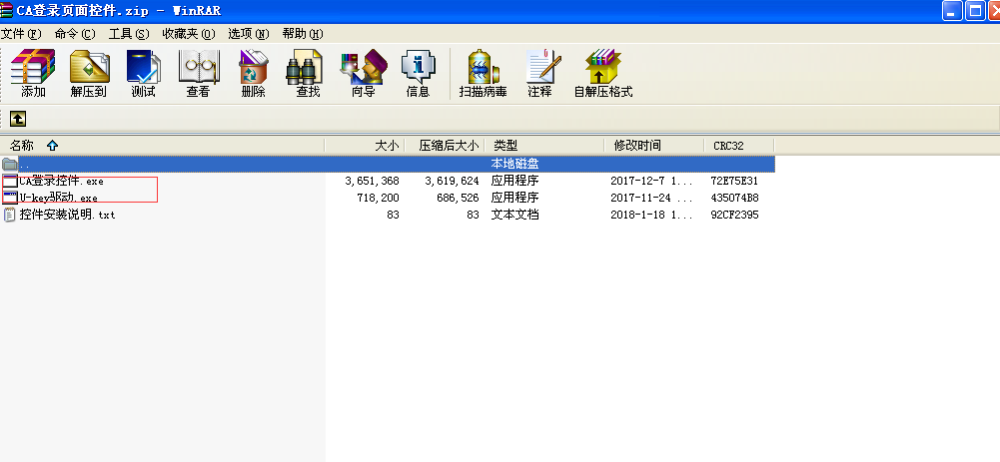 CA登录页面控件.zip - WinRAR
文件(F) 命令(C) 工具(S) 收藏夹(O) 选项(N) 帮助(H)
添加 解压到 测试 查看 删除 查找 向导 信息 扫描病毒 注释 自解压格式
名称 大小 压缩后大小 类型 修改时间 CRC32
.. 本地磁盘
CA登录控件.exe 3,651,368 3,619,624 应用程序 2017-12-7 1... 72E75E31
U-key驱动.exe 718,200 686,526 应用程序 2017-11-24 ... 435074B8
控件安装说明.txt 83 83 文本文档 2018-1-18 1... 92CF2395